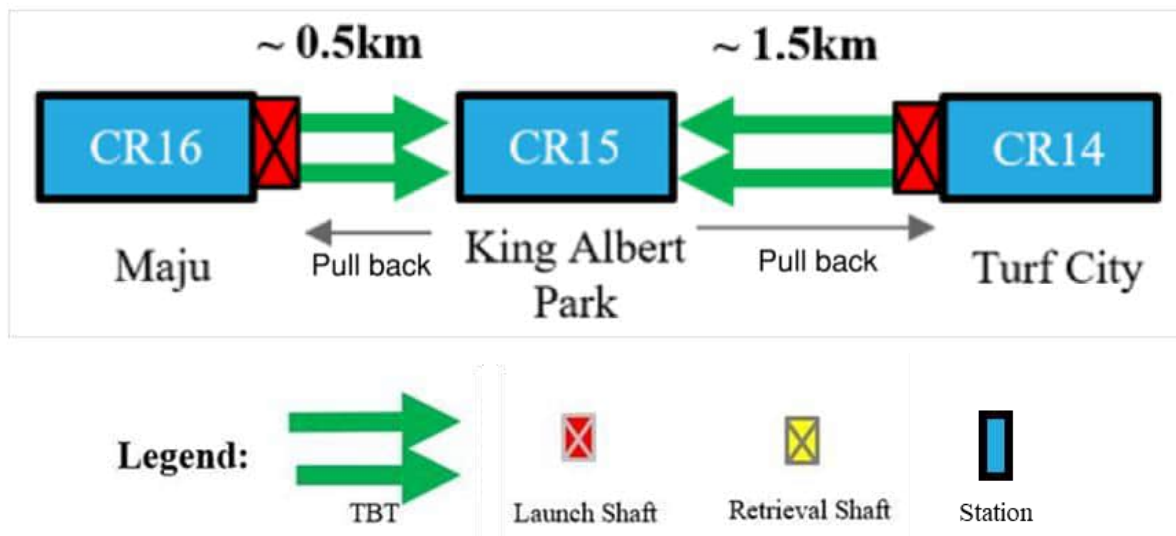 ~ 0.5km
~ 1.5km
CR16
CR15
CR14
Pull back
Pull back
Maju
King Albert
Park
Turf City
Legend:
TBT
Launch Shaft
Retrieval Shaft
Station